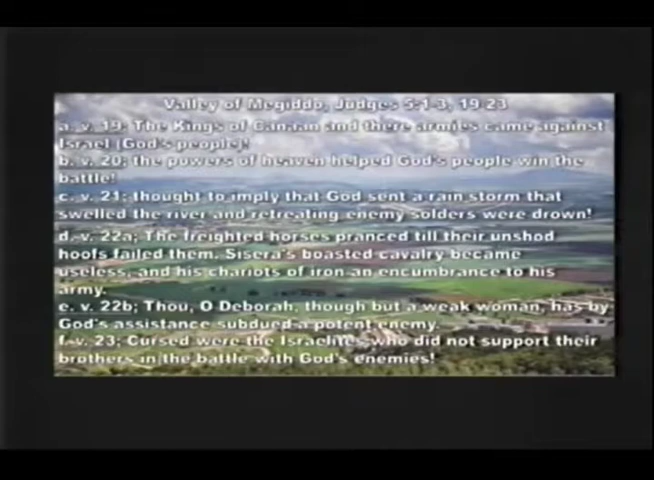 Valley of Megiddo, Judges 5:1-3, 19-23
a. v. 19: The Kings of Canaan and there armies came against
Israel (God's people)!
b. v. 20; the powers of heaven helped God's people win the
battle!
c. v. 21; thought to imply that God sent a rain storm that
swelled the river and retreating enemy solders were drown!
d. v. 22a; The freighted horses pranced till their unshod
hoofs failed them. Sisera's boasted cavalry became
useless, and his chariots of iron an encumbrance to his
army.
e. v. 22b; Thou, O Deborah, though but a weak woman, has by
God's assistance subdued a potent enemy.
f. v. 23; Cursed were the Israelites who did not support their
brothers in the battle with God's enemies!